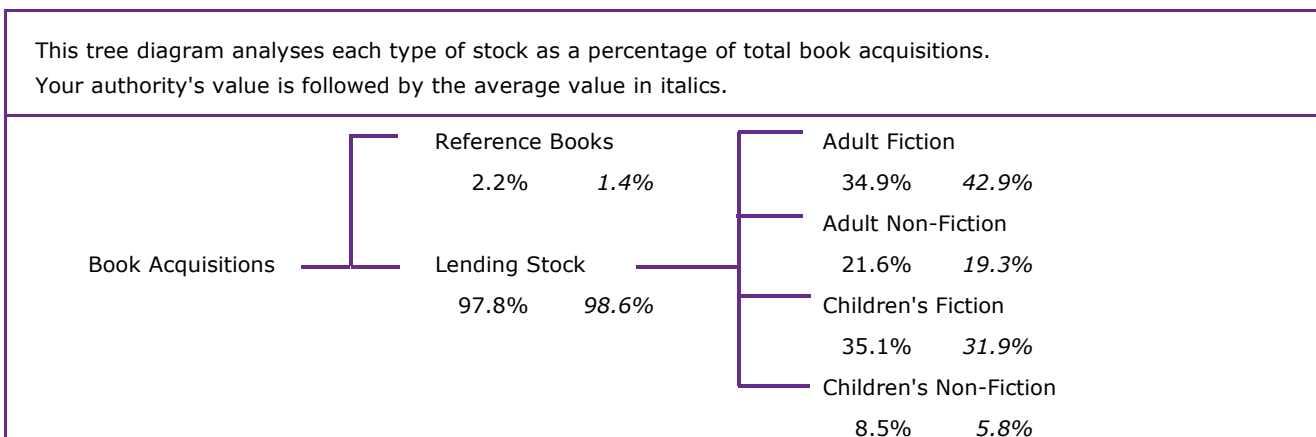 This tree diagram analyses each type of stock as a percentage of total book acquisitions.
Your authority's value is followed by the average value in italics.
Reference Books
2.2% 1.4%
Book Acquisitions
Lending Stock
97.8% 98.6%
Adult Fiction
34.9% 42.9%
Adult Non-Fiction
21.6% 19.3%
Children's Fiction
35.1% 31.9%
Children's Non-Fiction
8.5% 5.8%